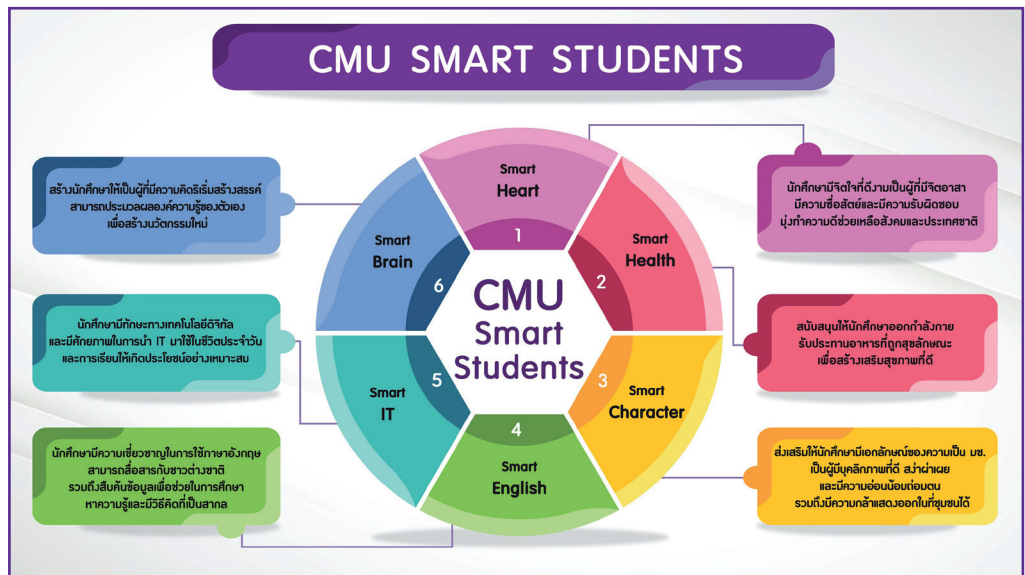 CMU SMART STUDENTS
Smart
Heart
1
นักศึกษามีจิตใจที่ดีงามเป็นผู้ที่มีจิตอาสา
มีความซื่อสัตย์และมีความรับผิดชอบ
มุ่งทำความดีช่วยเหลือสังคมและประเทศชาติ
Smart
Health
2
สนับสนุนให้นักศึกษาออกกำลังกาย
รับประทานอาหารที่ถูกสุขลักษณะ
เพื่อสร้างเสริมสุขภาพที่ดี
Smart
Character
3
ส่งเสริมให้นักศึกษามีเอกลักษณ์ของความเป็น มช.
เป็นผู้มีบุคลิกภาพที่ดี สง่าผ่าเผย
และมีความอ่อนน้อมถ่อมตน
รวมถึงมีความกล้าแสดงออกในที่ชุมชนได้
4
Smart
English
นักศึกษามีความเชี่ยวชาญในการใช้ภาษาอังกฤษ
สามารถสื่อสารกับชาวต่างชาติ
รวมถึงสืบค้นข้อมูลเพื่อช่วยในการศึกษา
หาความรู้และมีวิธีคิดที่เป็นสากล
5
Smart
IT
นักศึกษามีทักษะทางเทคโนโลยีดิจิทัล
และมีศักยภาพในการนำ IT มาใช้ในชีวิตประจำวัน
และการเรียนให้เกิดประโยชน์อย่างเหมาะสม
6
Smart
Brain
สร้างนักศึกษาให้เป็นผู้ที่มีความคิดริเริ่มสร้างสรรค์
สามารถประมวลผลองค์ความรู้ของตัวเอง
เพื่อสร้างนวัตกรรมใหม่
CMU
Smart
Students